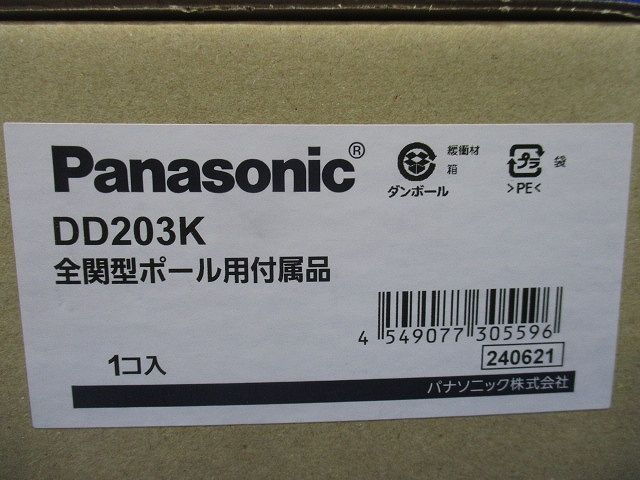 Panasonic®
DD203K
全関型ポール用付属品
1コ入
ダンボール
緩衝材
箱
プラ
>PE<
袋
4 549077 305596
240621
パナソニック株式会社